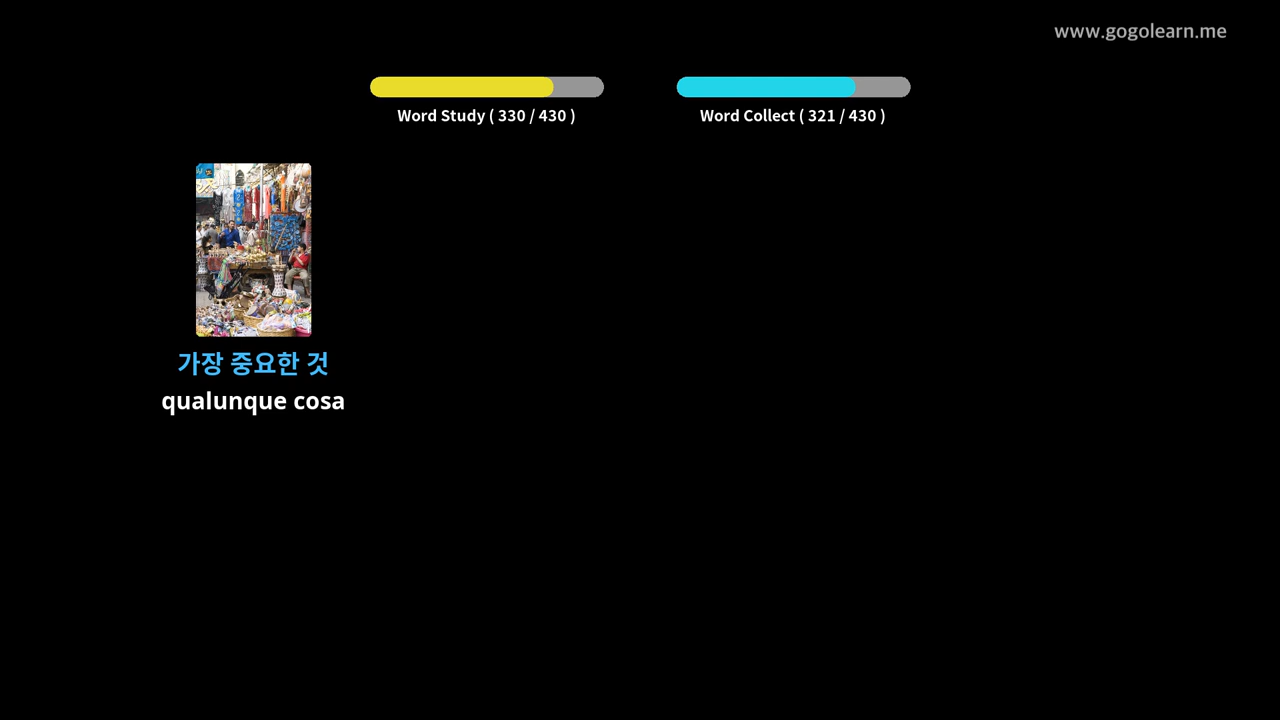 www.gogolearn.me
Word Study ( 330 / 430 )
Word Collect ( 321 / 430 )
가장 중요한 것
qualunque cosa